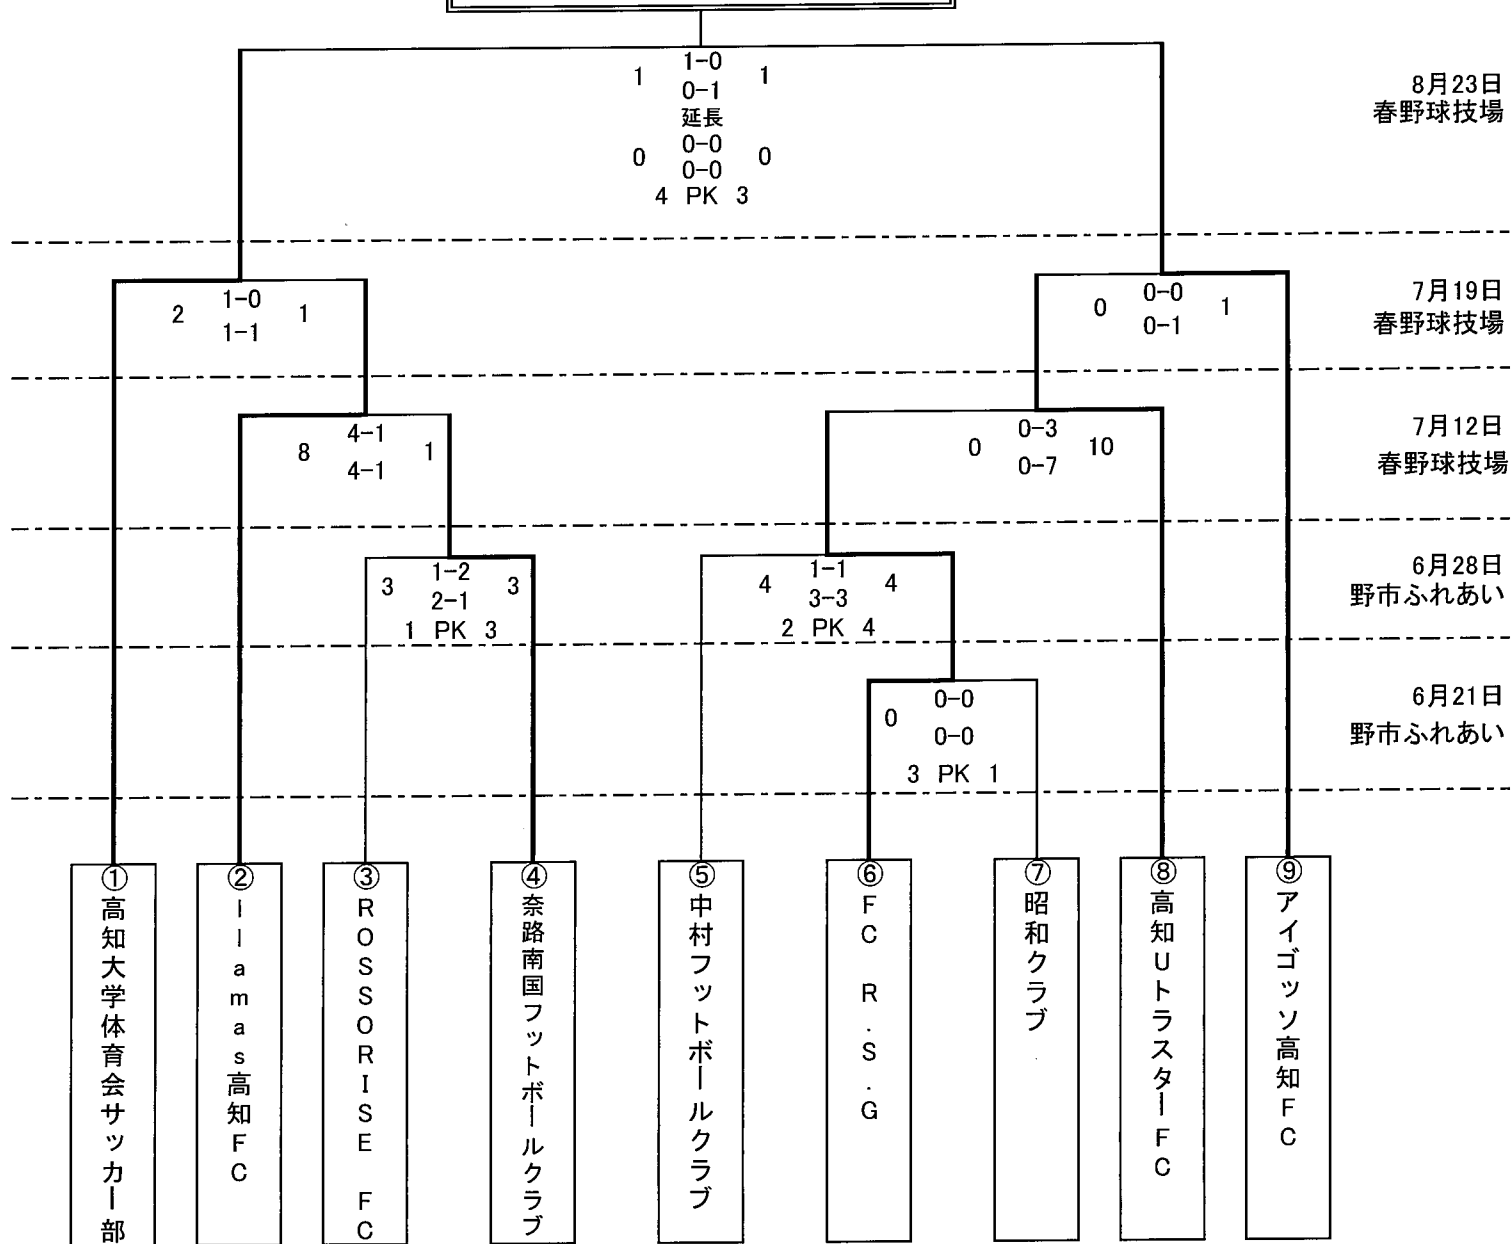 1-0
1 1
0-1
延長
0-0
0 0
0-0
4 PK 3
8月23日
春野球技場
1-0
2 1
1-1
0-0
0 1
0-1
7月19日
春野球技場
4-1
8 1
4-1
0-3
0 10
0-7
7月12日
春野球技場
1-2
3 3
2-1
1 PK 3
1-1
4 4
3-3
2 PK 4
6月28日
野市ふれあい
0-0
0
0-0
3 PK 1
6月21日
野市ふれあい
①高知大学体育会サッカー部
②llamas高知FC
③ROSSORISE FC
④奈路南国フットボールクラブ
⑤中村フットボールクラブ
⑥FC R.S.G
⑦昭和クラブ
⑧高知UトラスターFC
⑨アイゴッソ高知FC